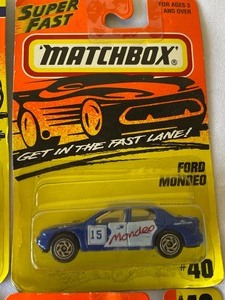 SUPER
FAST
FOR AGES 3
AND OVER
MATCHBOX
GET IN THE FAST LANE!
FORD
MONDEO
15 Mondeo
#40